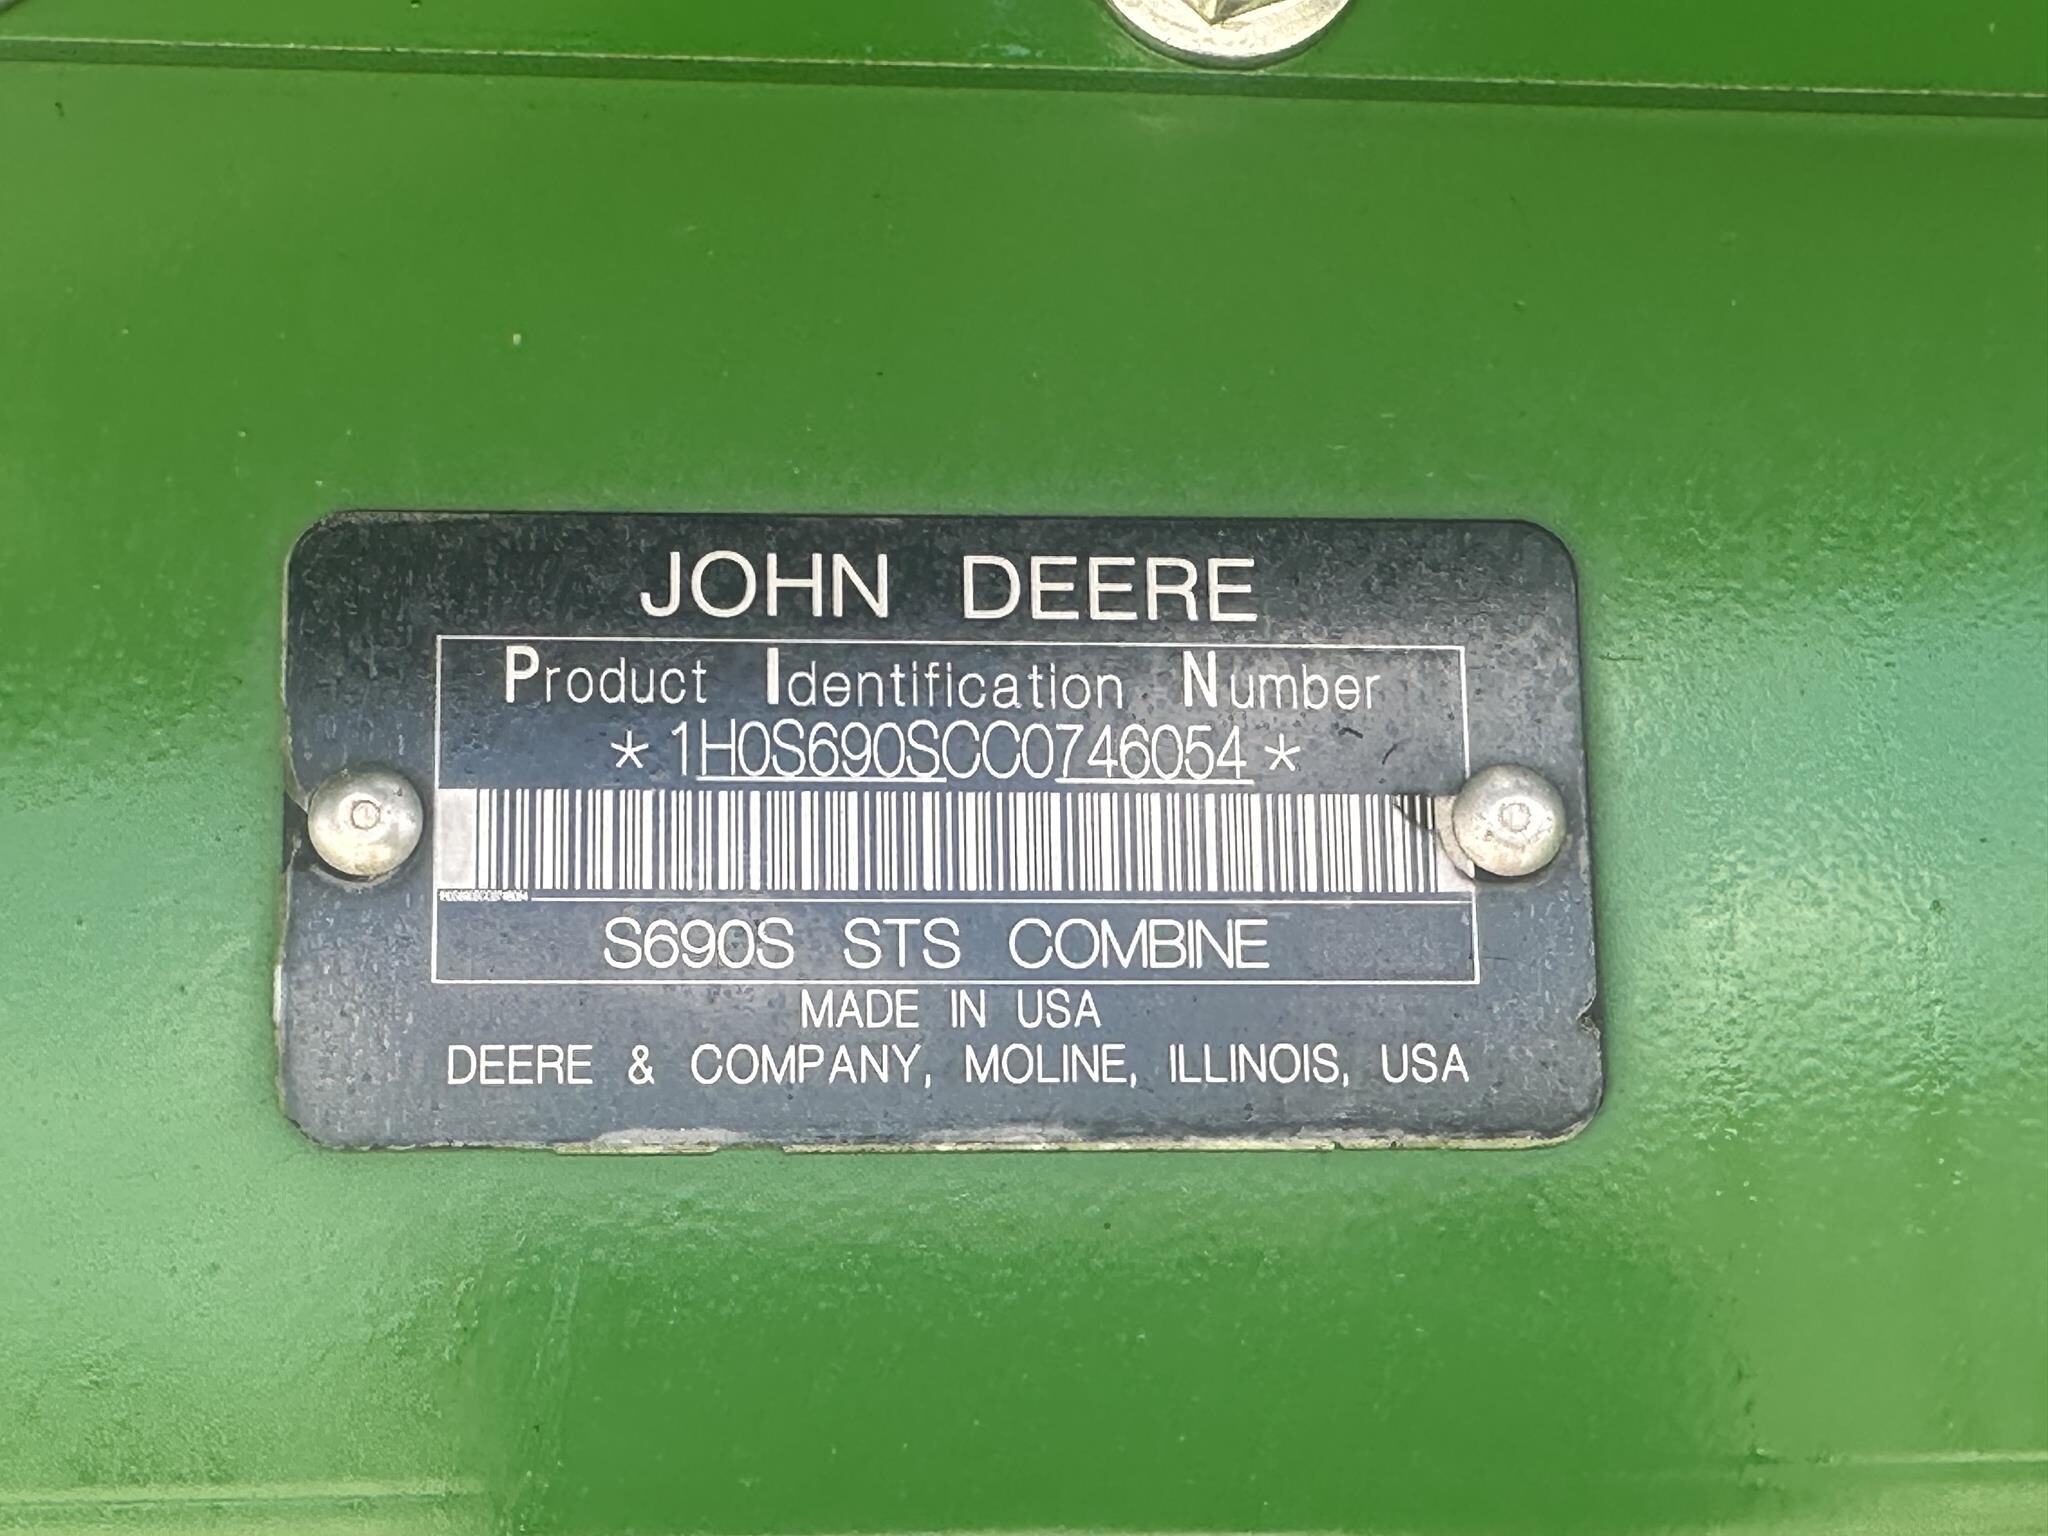 JOHN DEERE
Product Identification Number
*1H0S690SCC0746054*
S690S STS COMBINE
MADE IN USA
DEERE & COMPANY, MOLINE, ILLINOIS, USA